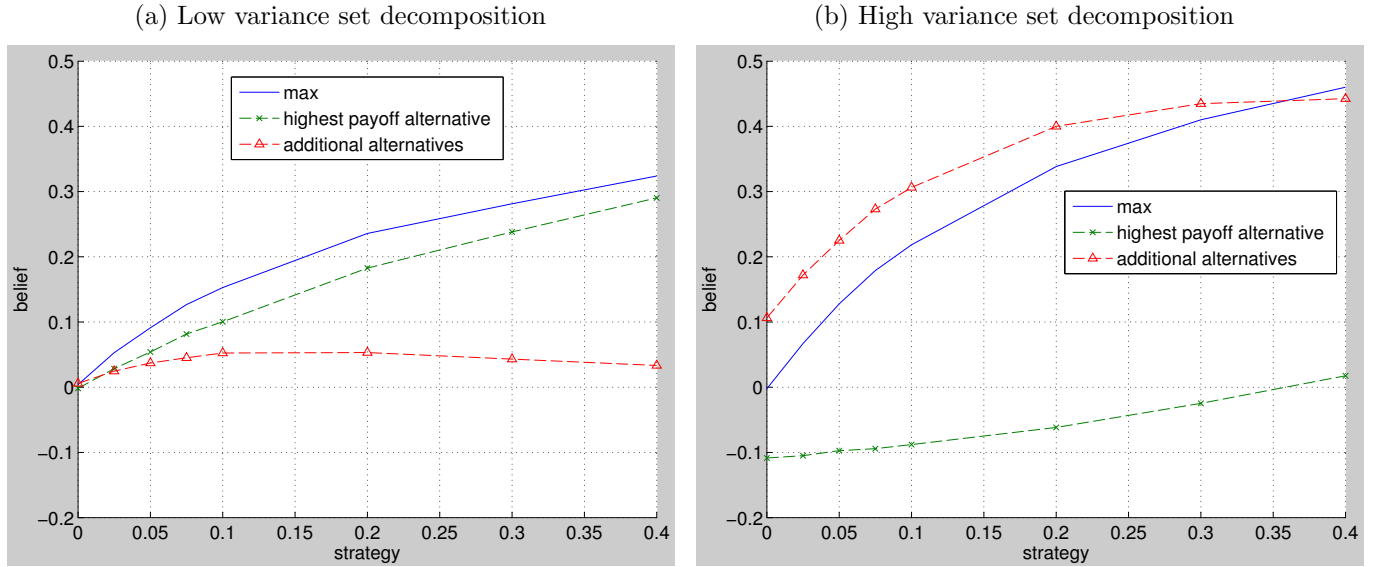 (a) Low variance set decomposition
0.5
0.4
0.3
0.2
0.1
0
−0.1
−0.2
belief
max
highest payoff alternative
additional alternatives
0 0.05 0.1 0.15 0.2 0.25 0.3 0.35 0.4
strategy
(b) High variance set decomposition
0.5
0.4
0.3
0.2
0.1
0
−0.1
−0.2
belief
max
highest payoff alternative
additional alternatives
0 0.05 0.1 0.15 0.2 0.25 0.3 0.35 0.4
strategy